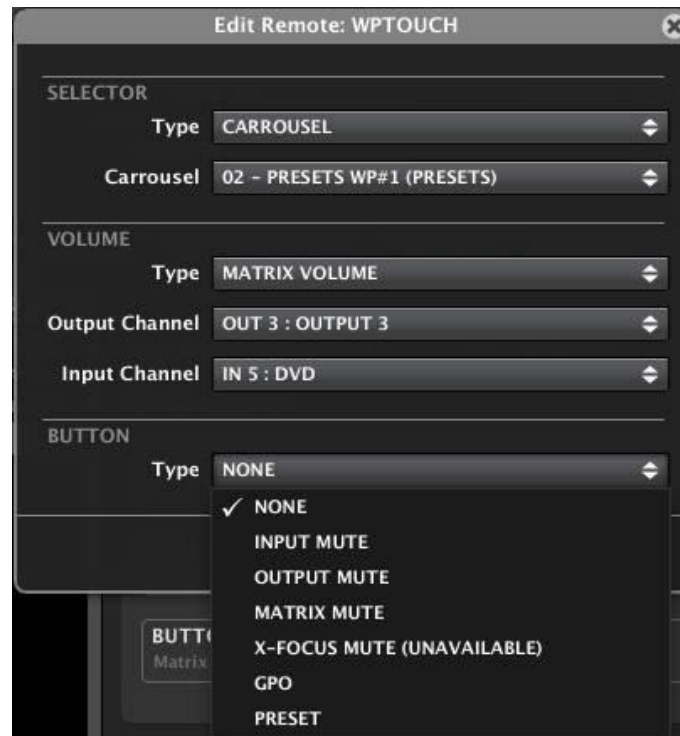 Edit Remote: WPTOUCH
SELECTOR
Type CARROUSEL
Carrousel 02 - PRESETS WP#1 (PRESETS)
VOLUME
Type MATRIX VOLUME
Output Channel OUT 3 : OUTPUT 3
Input Channel IN 5 : DVD
BUTTON
Type NONE
✓ NONE
INPUT MUTE
OUTPUT MUTE
MATRIX MUTE
X-FOCUS MUTE (UNAVAILABLE)
GPO
PRESET
Matrix